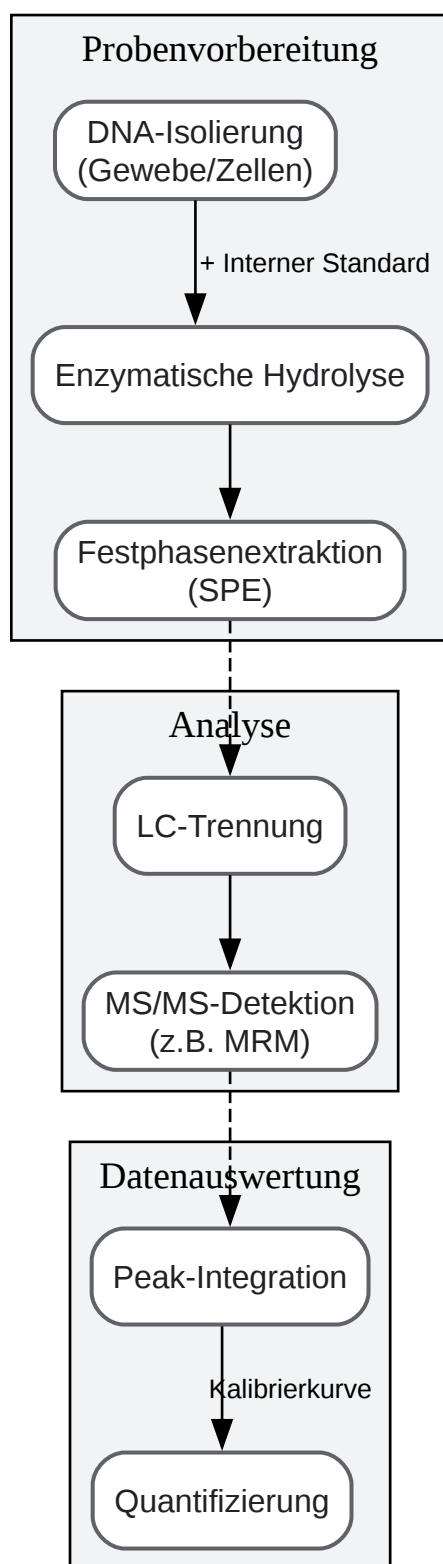 Probenvorbereitung
DNA-Isolierung
(Gewebe/Zellen)
+ Interner Standard
Enzymatische Hydrolyse
Festphasenextraktion
(SPE)
Analyse
LC-Trennung
MS/MS-Detektion
(z.B. MRM)
Datenauswertung
Peak-Integration
Kalibrierkurve
Quantifizierung